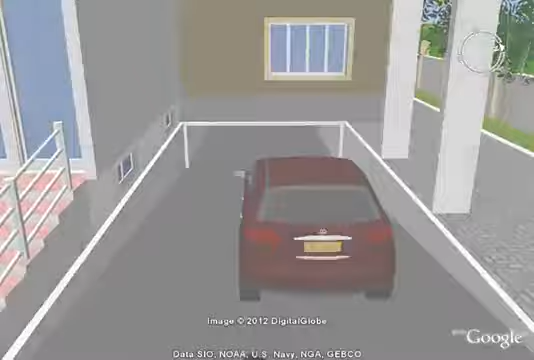 Image © 2012 DigitalGlobe
Google
Data SIO, NOAA, U.S. Navy, NGA, GEBCO